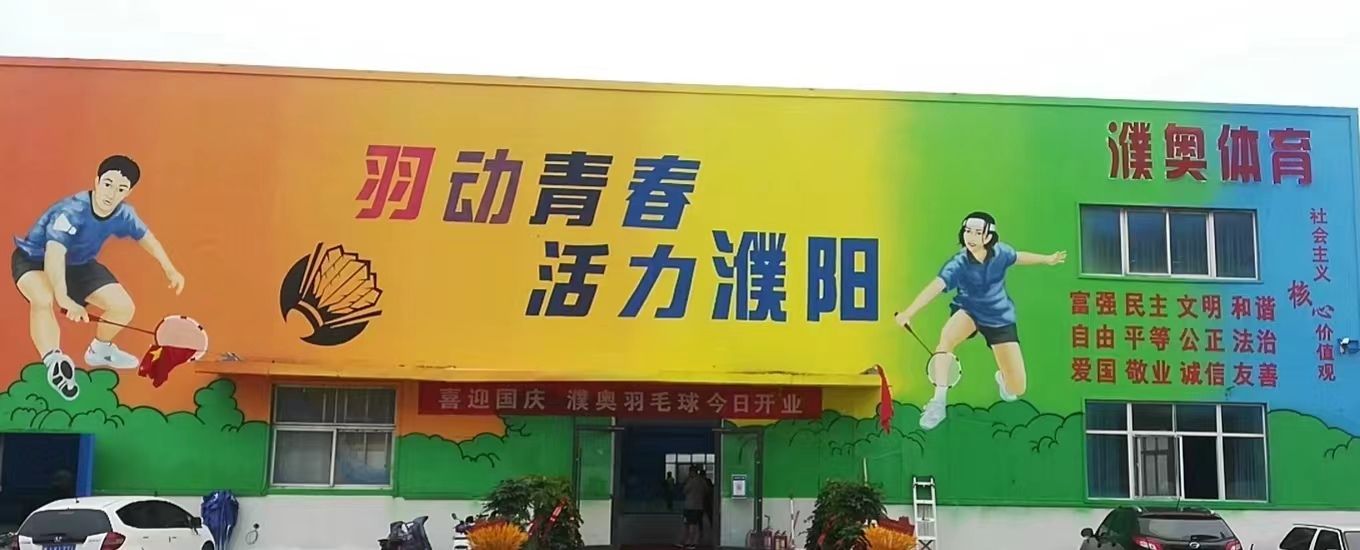 羽动青春
活力濮阳
濮奥体育
社会主义
核心
价值观
富强 民主 文明 和谐
自由 平等 公正 法治
爱国 敬业 诚信 友善
喜迎国庆 濮奥羽毛球今日开业